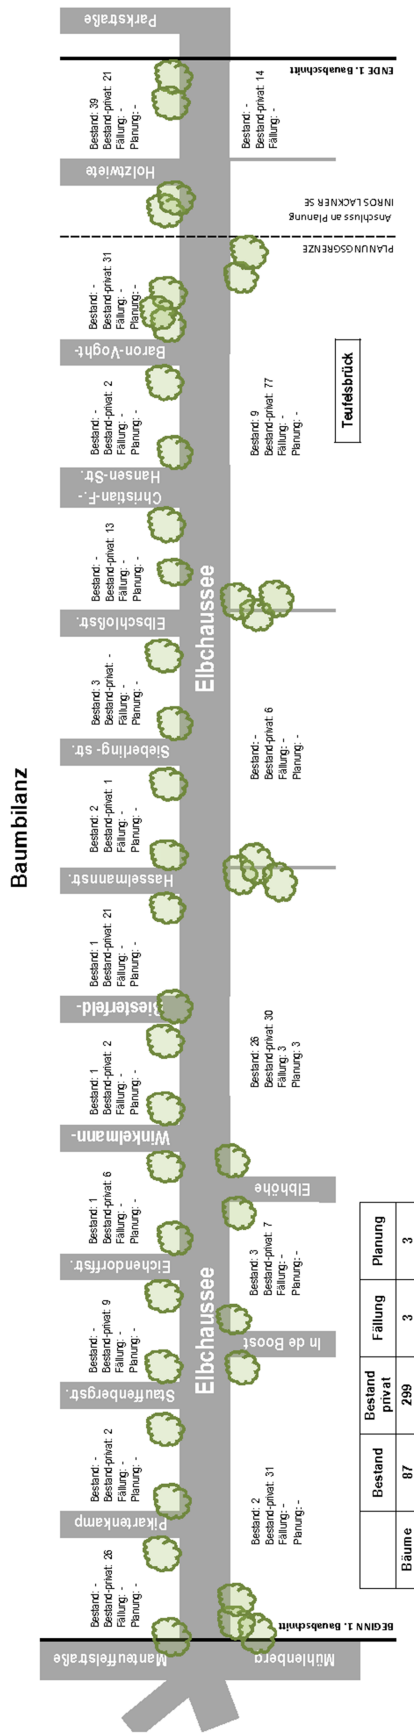 Baumbilanz
Parkstraße
ENDE 1. Bauabschnitt
Bestand: 39
Bestand-privat: 21
Fällung: -
Planung: -
Bestand: -
Bestand-privat: 14
Fällung: -
Holztwiete
Anschluss an Planung
INROS LACKNER SE
PLANUNGSGRENZE
Bestand: -
Bestand-privat: 31
Fällung: -
Planung: -
Baron-Voght-
Bestand: -
Bestand-privat: 2
Fällung: -
Planung: -
Bestand: 9
Bestand-privat: 77
Fällung: -
Planung: -
Teufelsbrück
Christian-F.-
Hansen-Str.
Bestand: -
Bestand-privat: 13
Fällung: -
Planung: -
Elbschloßstr.
Elbchaussee
Bestand: 3
Bestand-privat: -
Fällung: -
Planung: -
Sieberling- str.
Bestand: -
Bestand-privat: 6
Fällung: -
Planung: -
Bestand: 2
Bestand-privat: 1
Fällung: -
Planung: -
Hasselmannstr.
Bestand: 1
Bestand-privat: 21
Fällung: -
Planung: -
Biesterfeld-
Bestand: 26
Bestand-privat: 30
Fällung: 3
Planung: 3
Bestand: 1
Bestand-privat: 2
Fällung: -
Planung: -
Winkelmann-
Bestand: 1
Bestand-privat: 6
Fällung: -
Planung: -
Elbhöhe
Eichendorffstr.
Bestand: 3
Bestand-privat: 7
Fällung: -
Planung: -
Elbchaussee
Bestand: -
Bestand-privat: 9
Fällung: -
Planung: -
In de Boost
Stauffenbergstr.
Bestand: -
Bestand-privat: 2
Fällung: -
Planung: -
Pikartenkamp
Bestand: 2
Bestand-privat: 31
Fällung: -
Planung: -
Bestand: -
Bestand-privat: 26
Fällung: -
Planung: -
BEGINN 1. Bauabschnitt
Manteuffelstraße
Mühlenberg
Bestand Bestand privat Fällung Planung
Bäume 87 299 3 3